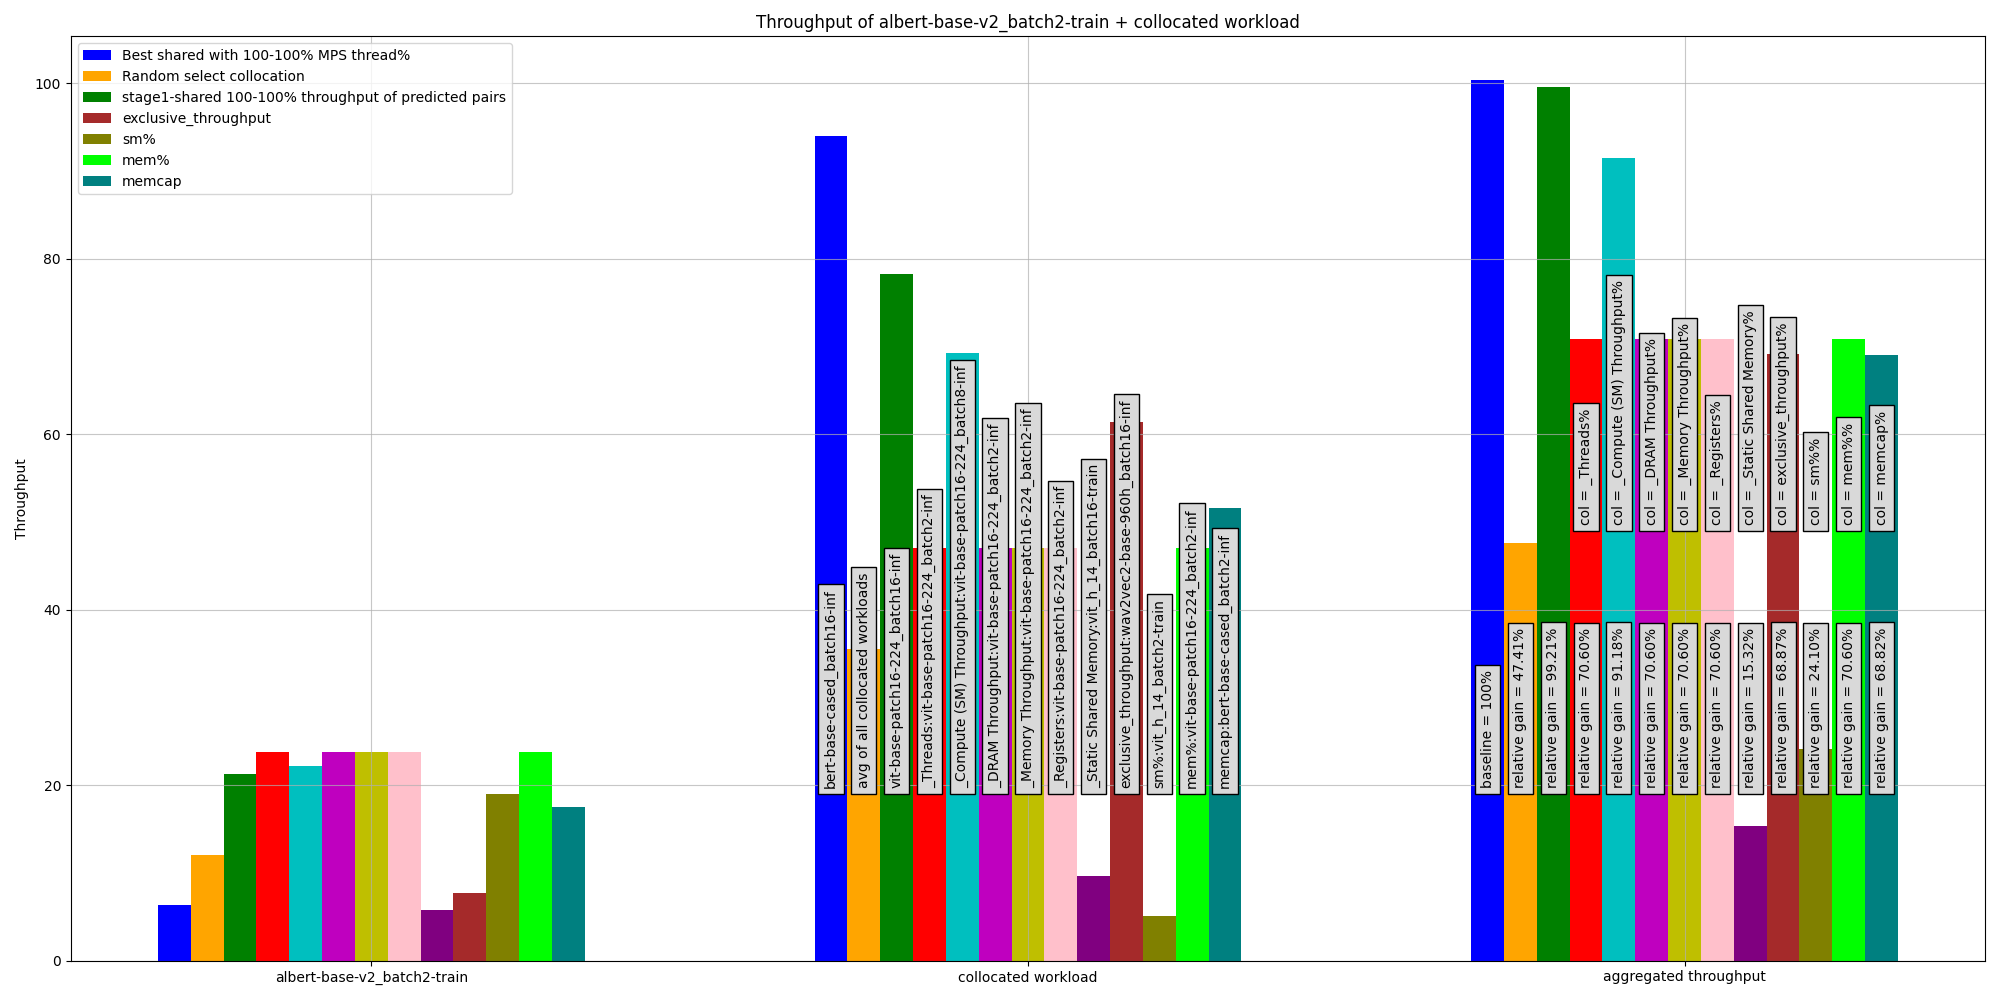 Throughput of albert-base-v2_batch2-train + collocated workload
Best shared with 100-100% MPS thread%
Random select collocation
stage1-shared 100-100% throughput of predicted pairs
exclusive_throughput
sm%
mem%
memcap
Throughput
100
80
60
40
20
0
bert-base-cased_batch16-inf
avg of all collocated workloads
vit-base-patch16-224_batch16-inf
_Threads:vit-base-patch16-224_batch2-inf
_Compute (SM) Throughput:vit-base-patch16-224_batch8-inf
_DRAM Throughput:vit-base-patch16-224_batch2-inf
_Memory Throughput:vit-base-patch16-224_batch2-inf
_Registers:vit-base-patch16-224_batch2-inf
_Static Shared Memory:vit_h_14_batch16-train
exclusive_throughput:wav2vec2-base-960h_batch16-inf
sm%:vit_h_14_batch2-train
mem%:vit-base-patch16-224_batch2-inf
memcap:bert-base-cased_batch2-inf
col = _Threads%
col = _Compute (SM) Throughput%
col = _DRAM Throughput%
col = _Memory Throughput%
col = _Registers%
col = _Static Shared Memory%
col = exclusive_throughput%
col = sm%%
col = mem%%
col = memcap%
baseline = 100%
relative gain = 47.41%
relative gain = 99.21%
relative gain = 70.60%
relative gain = 91.18%
relative gain = 70.60%
relative gain = 70.60%
relative gain = 70.60%
relative gain = 15.32%
relative gain = 68.87%
relative gain = 24.10%
relative gain = 70.60%
relative gain = 68.82%
albert-base-v2_batch2-train
collocated workload
aggregated throughput